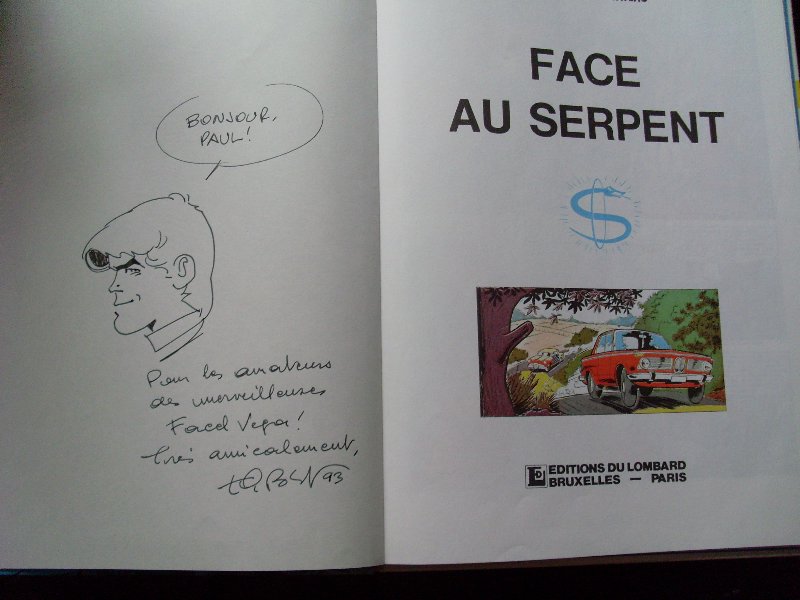 BONJOUR,
PAUL!
Pour les amateurs
des merveilleuses
Facel Vega!
Très amicalement,
93
FACE
AU SERPENT
EDITIONS DU LOMBARD
BRUXELLES — PARIS